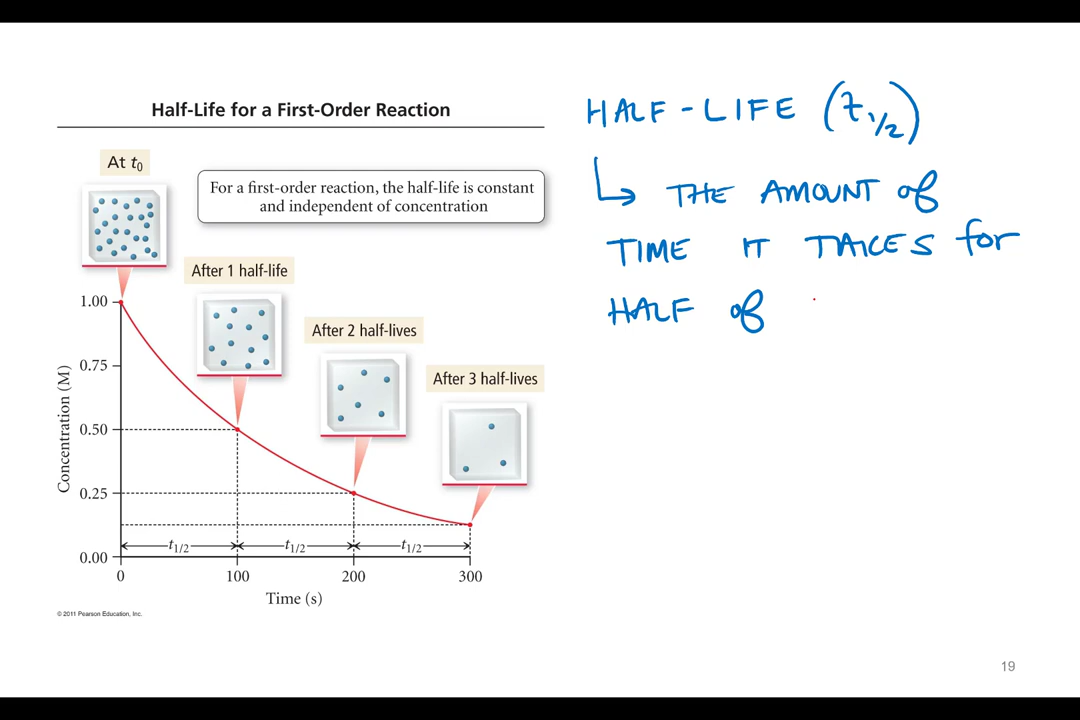 Half-Life for a First-Order Reaction
At t0
For a first-order reaction, the half-life is constant
and independent of concentration
After 1 half-life
After 2 half-lives
After 3 half-lives
Concentration (M)
1.00
0.75
0.50
0.25
0.00
t1/2
t1/2
t1/2
0
100
200
300
Time (s)
© 2011 Pearson Education, Inc.
HALF-LIFE (t1/2)
THE AMOUNT of
TIME IT TAKES for
HALF of
19